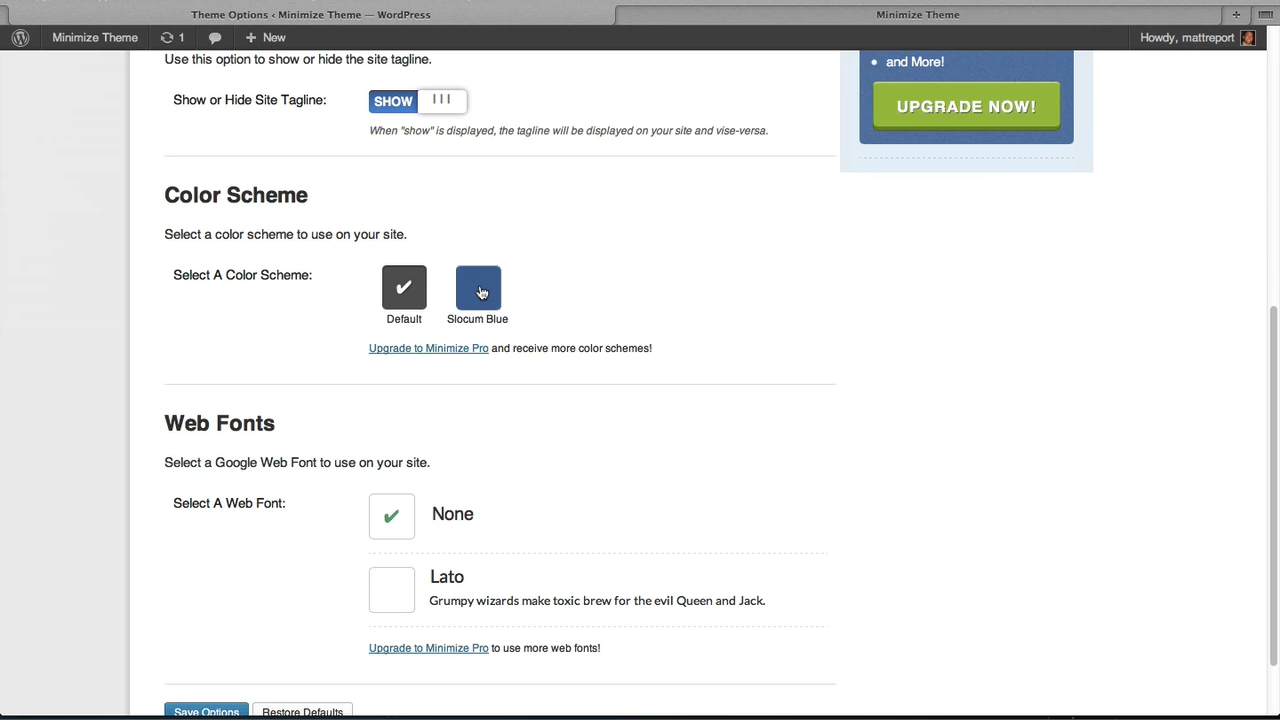 Theme Options ‹ Minimize Theme — WordPress
Minimize Theme
Minimize Theme 1 New Howdy, mattreport
Use this option to show or hide the site tagline.
and More!
UPGRADE NOW!
Show or Hide Site Tagline: SHOW
When "show" is displayed, the tagline will be displayed on your site and vise-versa.
Color Scheme
Select a color scheme to use on your site.
Select A Color Scheme:
Default Slocum Blue
Upgrade to Minimize Pro and receive more color schemes!
Web Fonts
Select a Google Web Font to use on your site.
Select A Web Font:
None
Lato
Grumpy wizards make toxic brew for the evil Queen and Jack.
Upgrade to Minimize Pro to use more web fonts!
Save Options Restore Defaults